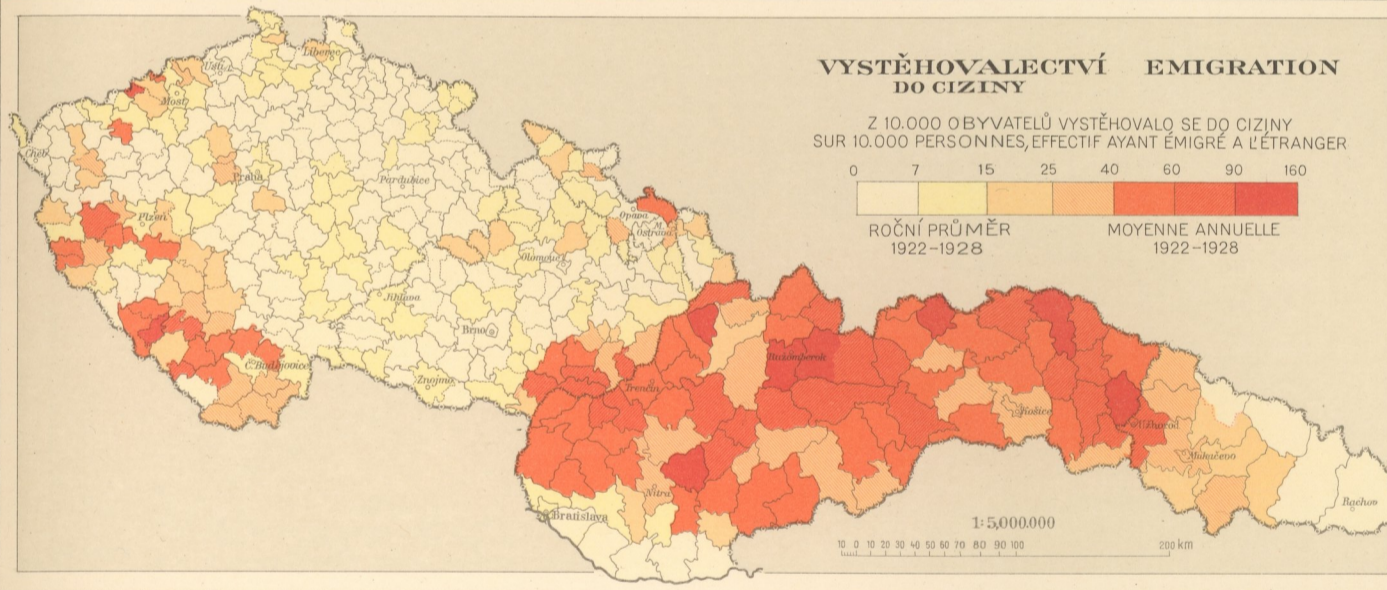 VYSTĚHOVALECTVÍ EMIGRATION
DO CIZINY
Z 10.000 OBYVATELŮ VYSTĚHOVALO SE DO CIZINY
SUR 10.000 PERSONNES, EFFECTIF AYANT ÉMIGRÉ A L'ÉTRANGER
0 7 15 25 40 60 90 160
ROČNÍ PRŮMĚR MOYENNE ANNUELLE
1922–1928 1922–1928
Liberec
Ústí
Most
Cheb
Praha
Pardubice
Plzeň
Opava
M. Ostrava
Olomouc
Jihlava
Brno
Č. Budějovice
Znojmo
Ružomberok
Trenčín
Košice
Užhorod
Mukačevo
Nitra
Bratislava
Rachov
1:5,000.000
10 0 10 20 30 40 50 60 70 80 90 100 200 km